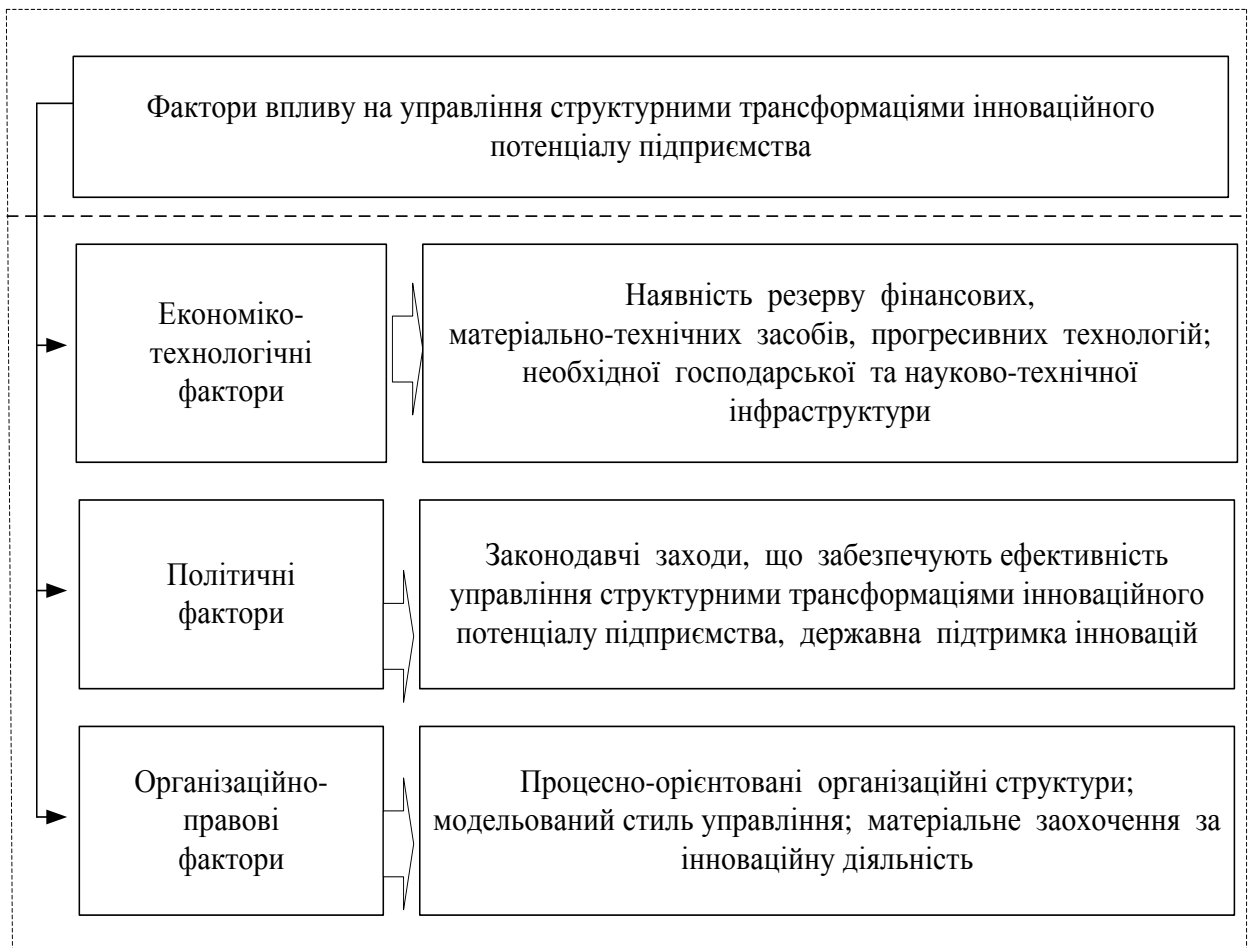 Фактори впливу на управління структурними трансформаціями інноваційного
потенціалу підприємства
Економіко-
технологічні
фактори
Наявність резерву фінансових,
матеріально-технічних засобів, прогресивних технологій;
необхідної господарської та науково-технічної
інфраструктури
Політичні
фактори
Законодавчі заходи, що забезпечують ефективність
управління структурними трансформаціями інноваційного
потенціалу підприємства, державна підтримка інновацій
Організаційно-
правові
фактори
Процесно-орієнтовані організаційні структури;
модельований стиль управління; матеріальне заохочення за
інноваційну діяльність